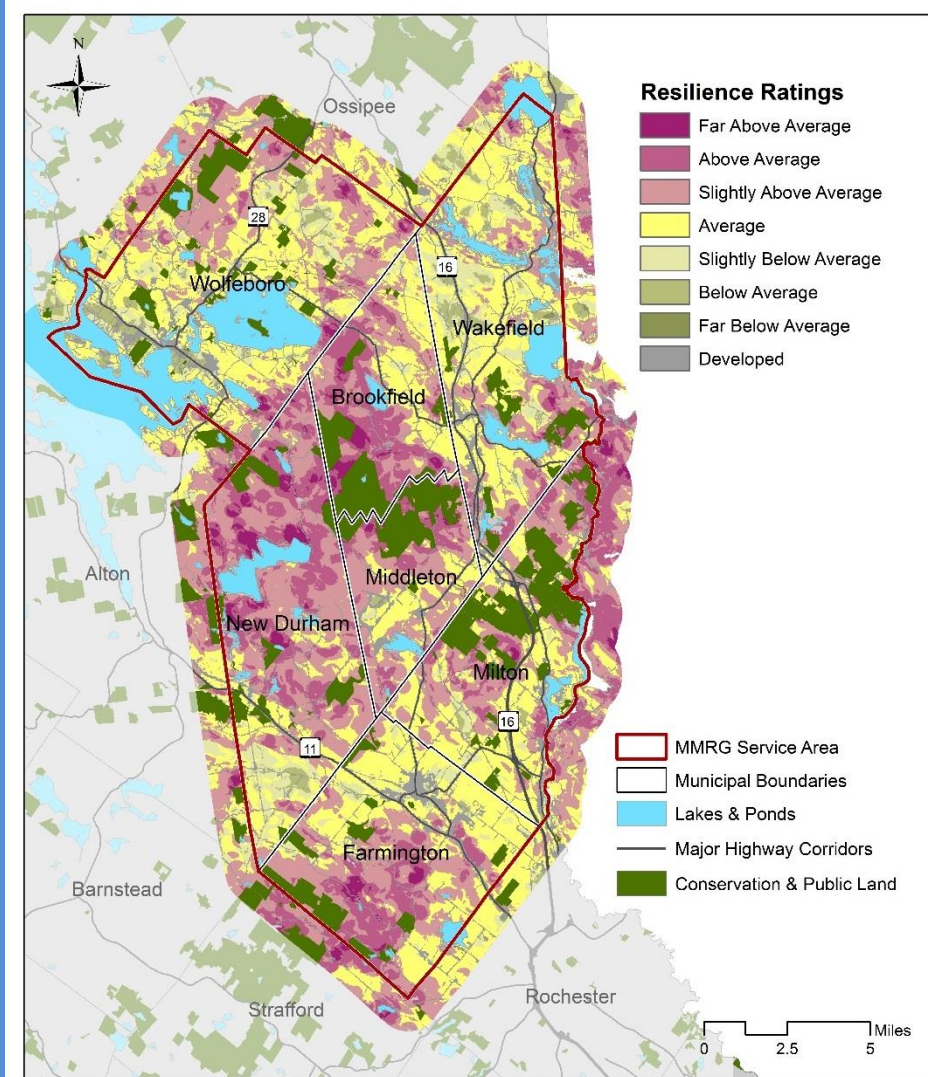 N
Ossipee
Resilience Ratings
Far Above Average
Above Average
Slightly Above Average
Average
Slightly Below Average
Below Average
Far Below Average
Developed
28
16
Wolfeboro
Wakefield
Brookfield
Alton
Middleton
New Durham
Milton
16
11
MMRG Service Area
Municipal Boundaries
Lakes & Ponds
Major Highway Corridors
Conservation & Public Land
Farmington
Barnstead
Strafford
Rochester
Miles
0 2.5 5